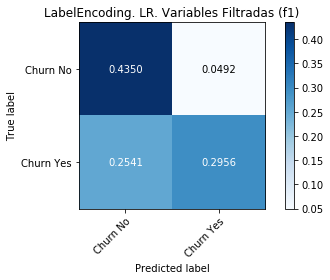 LabelEncoding. LR. Variables Filtradas (f1)
Churn No
Churn Yes
True label
0.4350
0.0492
0.2541
0.2956
Churn No
Churn Yes
Predicted label
0.40
0.35
0.30
0.25
0.20
0.15
0.10
0.05